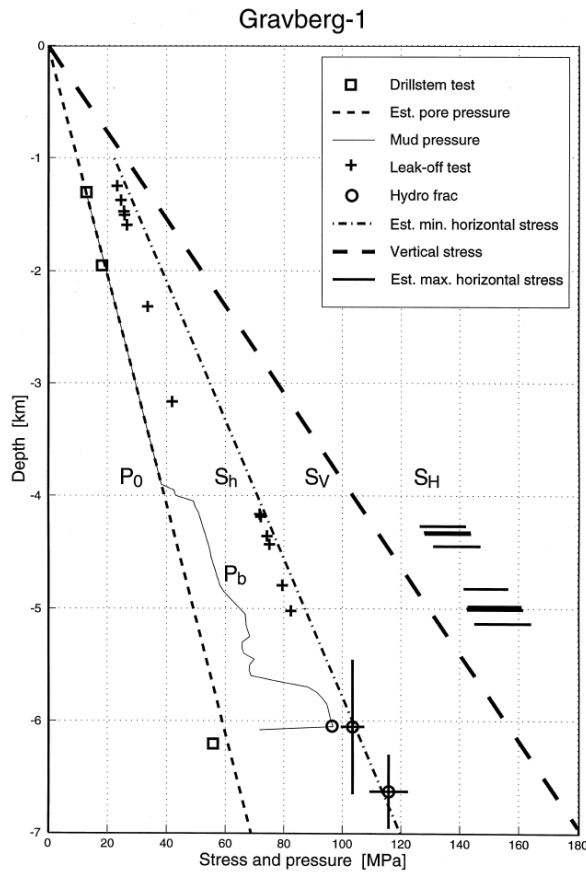 Gravberg-1
Drillstem test
Est. pore pressure
Mud pressure
Leak-off test
Hydro frac
Est. min. horizontal stress
Vertical stress
Est. max. horizontal stress
0
-1
-2
-3
-4
-5
-6
-7
Depth [km]
P0
Sh
SV
SH
Pb
0
20
40
60
80
100
120
140
160
180
Stress and pressure [MPa]